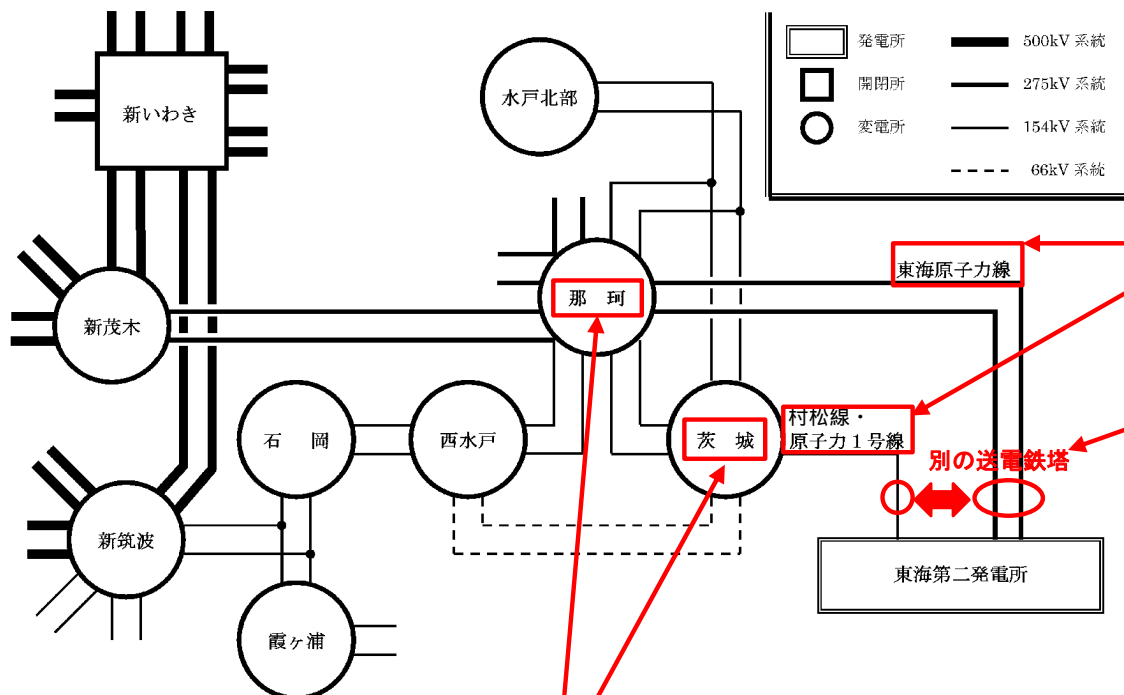 発電所
500kV 系統
開閉所
275kV 系統
変電所
154kV 系統
66kV 系統
新いわき
水戸北部
東海原子力線
那 珂
新茂木
石 岡
西水戸
茨 城
村松線・
原子力１号線
別の送電鉄塔
新筑波
東海第二発電所
霞ヶ浦